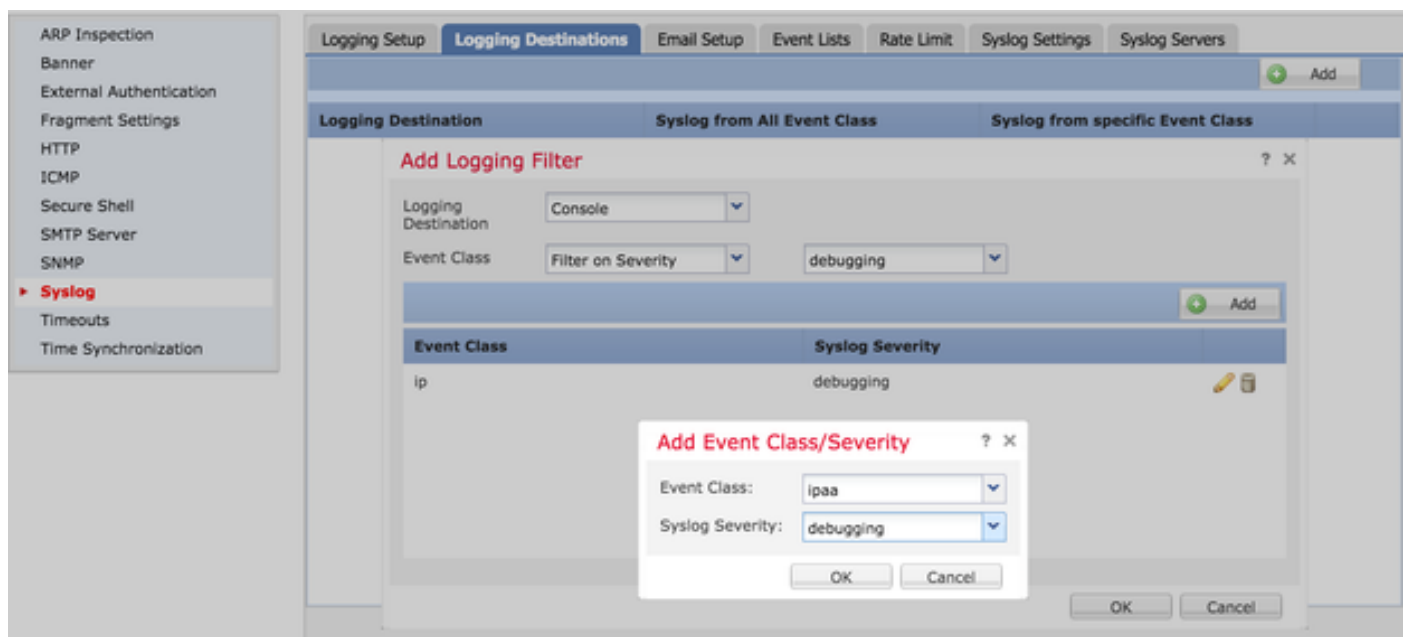 ARP Inspection
Banner
External Authentication
Fragment Settings
HTTP
ICMP
Secure Shell
SMTP Server
SNMP
Syslog
Timeouts
Time Synchronization
Logging Setup Logging Destinations Email Setup Event Lists Rate Limit Syslog Settings Syslog Servers
Add
Logging Destination Syslog from All Event Class Syslog from specific Event Class
Add Logging Filter ?
Logging
Destination
Console
Event Class Filter on Severity debugging
Add
Event Class Syslog Severity
ip debugging
Add Event Class/Severity ?
Event Class: ipaa
Syslog Severity: debugging
OK Cancel
OK Cancel